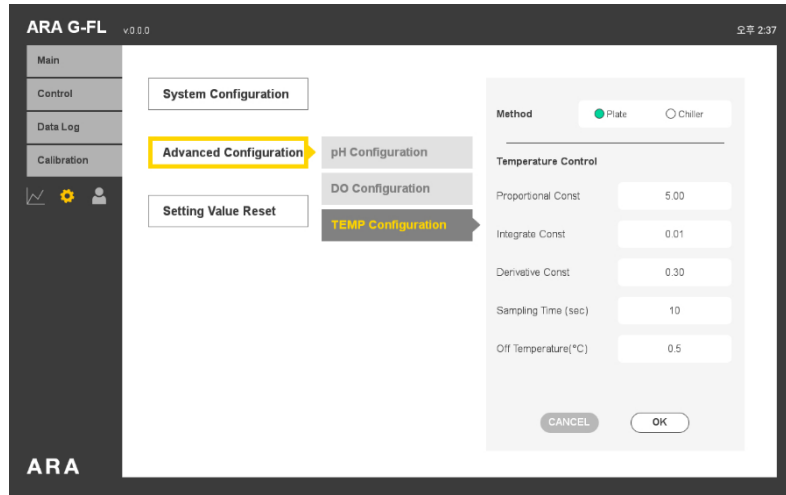 ARA G-FL v.0.0.0 오후 2:37
Main
Control
Data Log
Calibration
System Configuration
Advanced Configuration
Setting Value Reset
pH Configuration
DO Configuration
TEMP Configuration
Method Plate Chiller
Temperature Control
Proportional Const 5.00
Integrate Const 0.01
Derivative Const 0.30
Sampling Time (sec) 10
Off Temperature(°C) 0.5
CANCEL OK
ARA